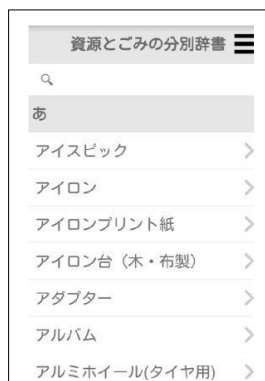 資源とごみの分別辞書
あ
アイスピック
アイロン
アイロンプリント紙
アイロン台（木・布製）
アダプター
アルバム
アルミホイール(タイヤ用)